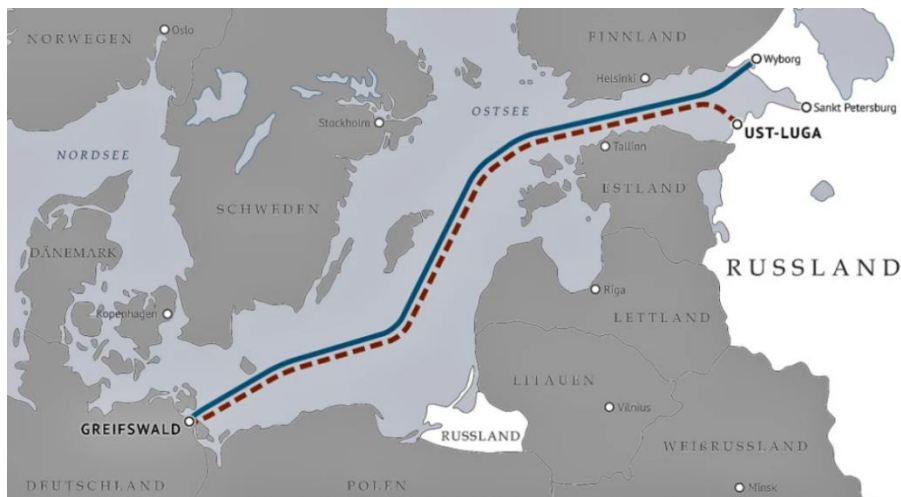 NORWEGEN
Oslo
FINNLAND
Wyborg
Helsinki
Sankt Petersburg
OSTSEE
Stockholm
UST-LUGA
Tallinn
NORDSEE
ESTLAND
SCHWEDEN
DÄNEMARK
RUSSLAND
Riga
Kopenhagen
LETTLAND
LITAUEN
Vilnius
GREIFSWALD
RUSSLAND
WEIẞRUSSLAND
DEUTSCHLAND
POLEN
Minsk